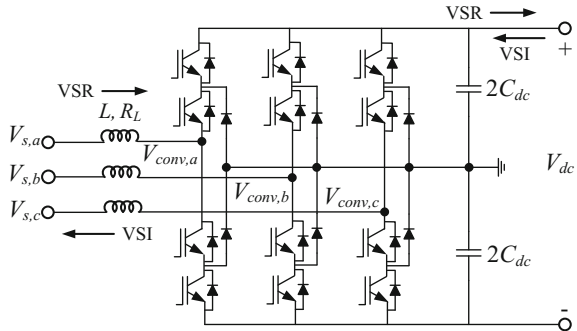 VSR
VSI
+
VSR
L, R_L
2C_dc
V_s,a
V_conv,a
V_s,b
V_conv,b
V_conv,c
V_dc
V_s,c
VSI
2C_dc
-